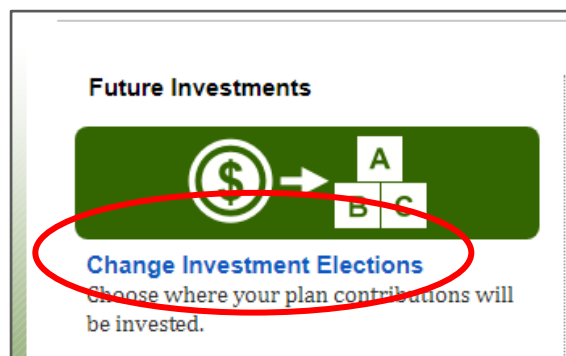 Future Investments
$
A
B C
Change Investment Elections
Choose where your plan contributions will
be invested.